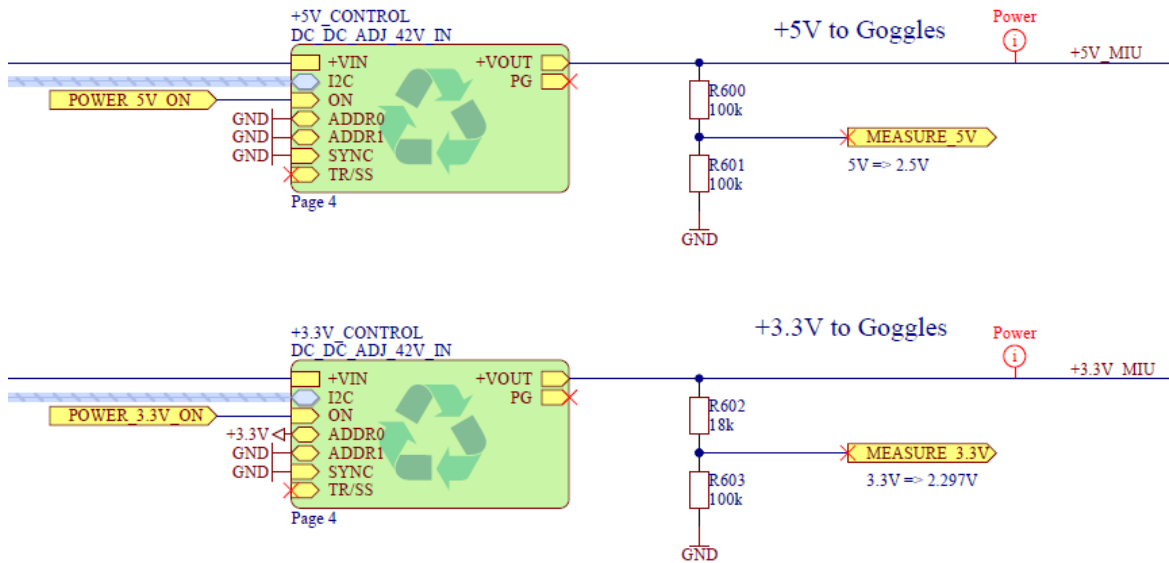 +5V_CONTROL
DC_DC_ADJ_42V_IN
+5V to Goggles
Power
i
+VIN
+VOUT
+5V_MIU
I2C
PG
POWER_5V_ON
ON
R600
100k
GND
ADDR0
GND
ADDR1
MEASURE_5V
GND
SYNC
R601
100k
5V => 2.5V
TR/SS
Page 4
GND
+3.3V_CONTROL
DC_DC_ADJ_42V_IN
+3.3V to Goggles
Power
i
+VIN
+VOUT
+3.3V_MIU
I2C
PG
POWER_3.3V_ON
ON
R602
18k
+3.3V
ADDR0
GND
ADDR1
MEASURE_3.3V
GND
SYNC
R603
100k
3.3V => 2.297V
TR/SS
Page 4
GND